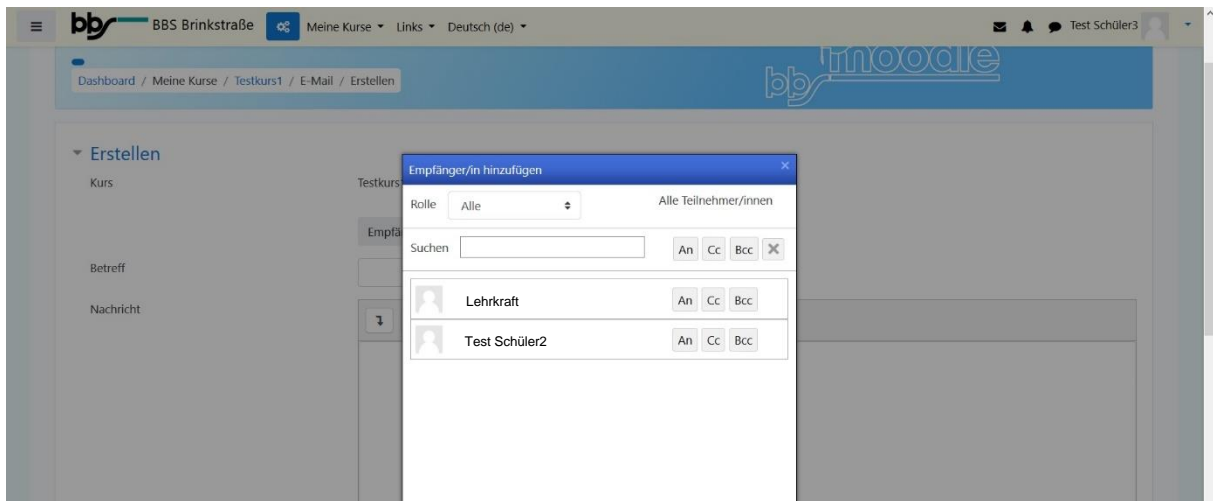 bbs BBS Brinkstraße Meine Kurse Links Deutsch (de) Test Schüler3
Dashboard / Meine Kurse / Testkurs1 / E-Mail / Erstellen
bbs moodle
Erstellen
Kurs Testkurs
Empfänger/in hinzufügen ×
Rolle Alle Alle Teilnehmer/innen
Empfä
Suchen An Cc Bcc
Betreff
Lehrkraft An Cc Bcc
Nachricht
Test Schüler2 An Cc Bcc